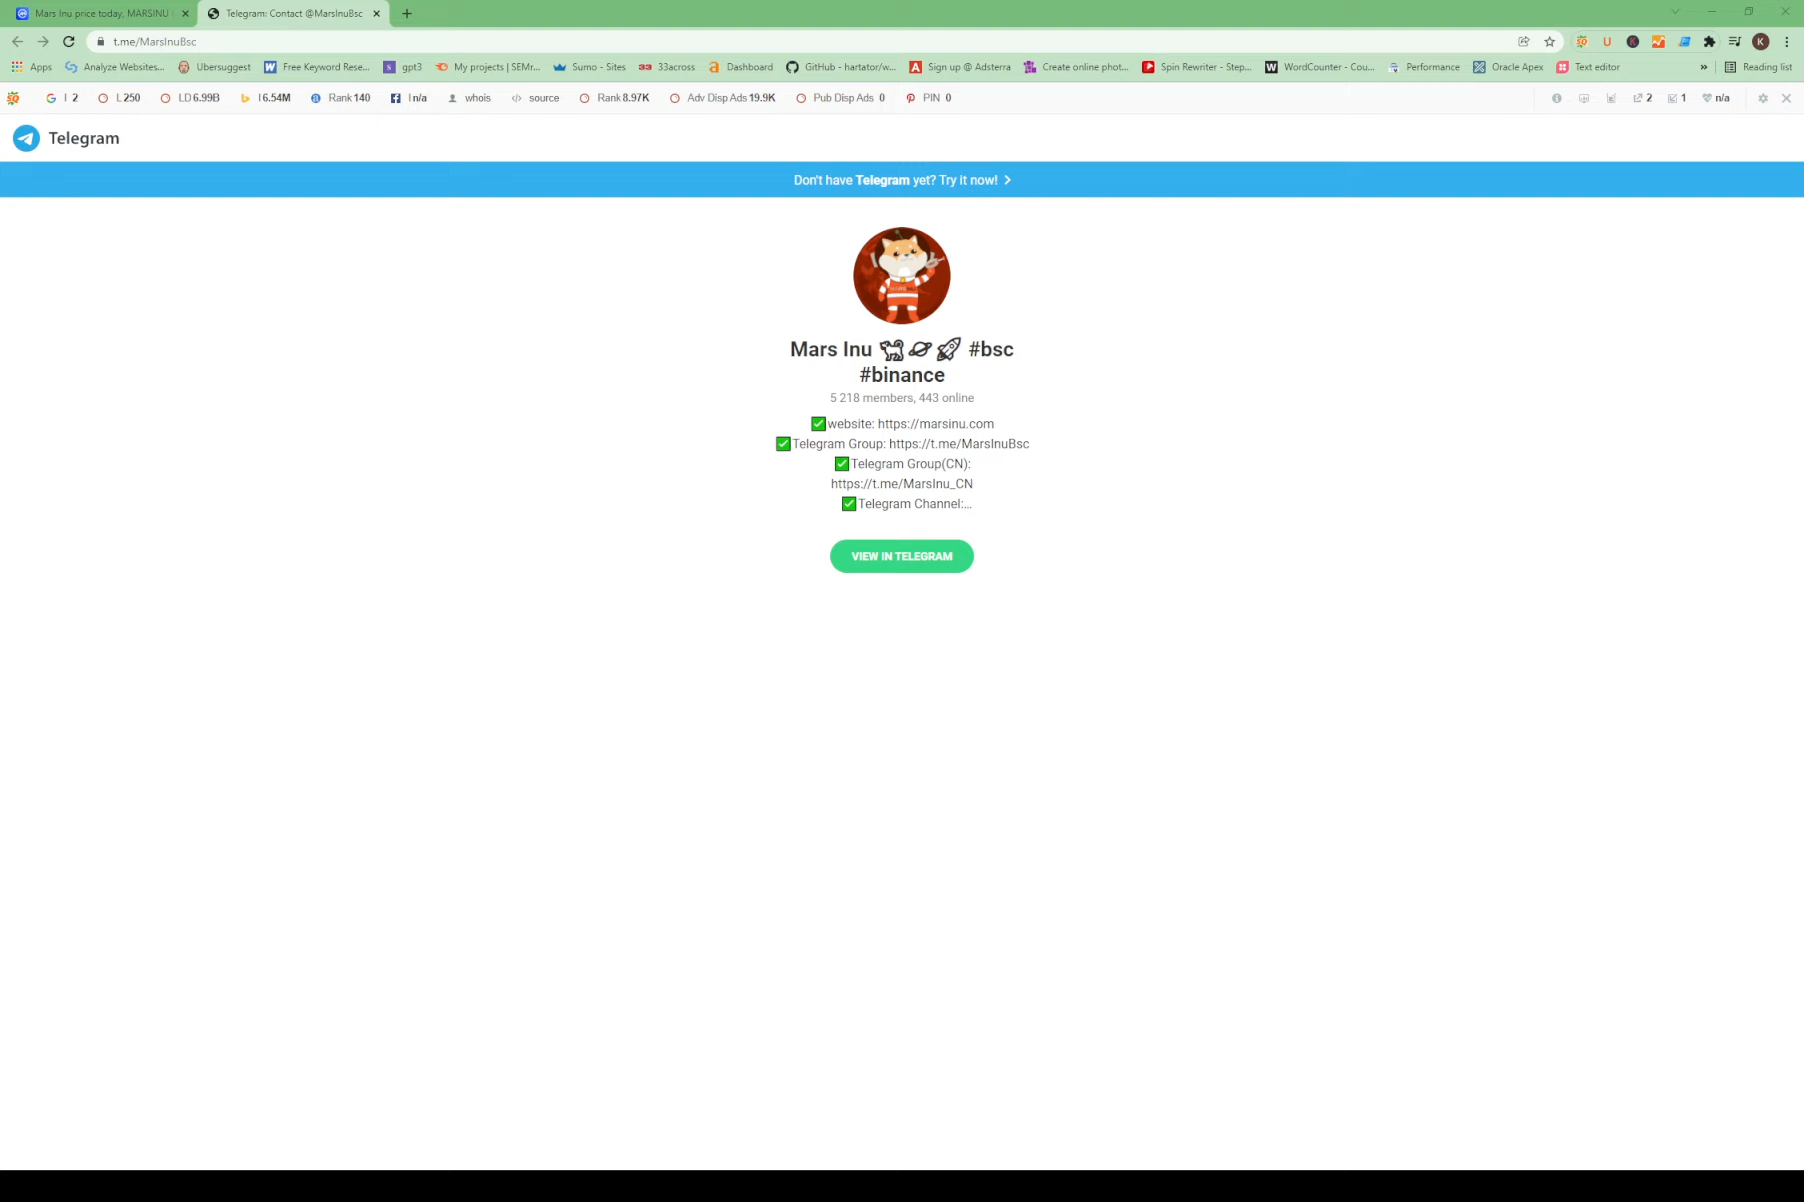 Mars Inu price today, MARSINU
Telegram: Contact @MarsInuBsc
t.me/MarsInuBsc
K
Apps
Analyze Websites...
Ubersuggest
Free Keyword Rese...
gpt3
My projects | SEMr...
Sumo - Sites
33across
Dashboard
GitHub - hartator/w...
Sign up @ Adsterra
Create online phot...
Spin Rewriter - Step...
WordCounter - Cou...
Performance
Oracle Apex
Text editor
»
Reading list
I 2
L 250
LD 6.99B
I 6.54M
Rank 140
I n/a
whois
source
Rank 8.97K
Adv Disp Ads 19.9K
Pub Disp Ads 0
PIN 0
2
1
n/a
Telegram
Don't have Telegram yet? Try it now!
Mars Inu 🐕🪐🚀 #bsc
#binance
5 218 members, 443 online
✅website: https://marsinu.com
✅Telegram Group: https://t.me/MarsInuBsc
✅Telegram Group(CN):
https://t.me/MarsInu_CN
✅Telegram Channel:...
VIEW IN TELEGRAM